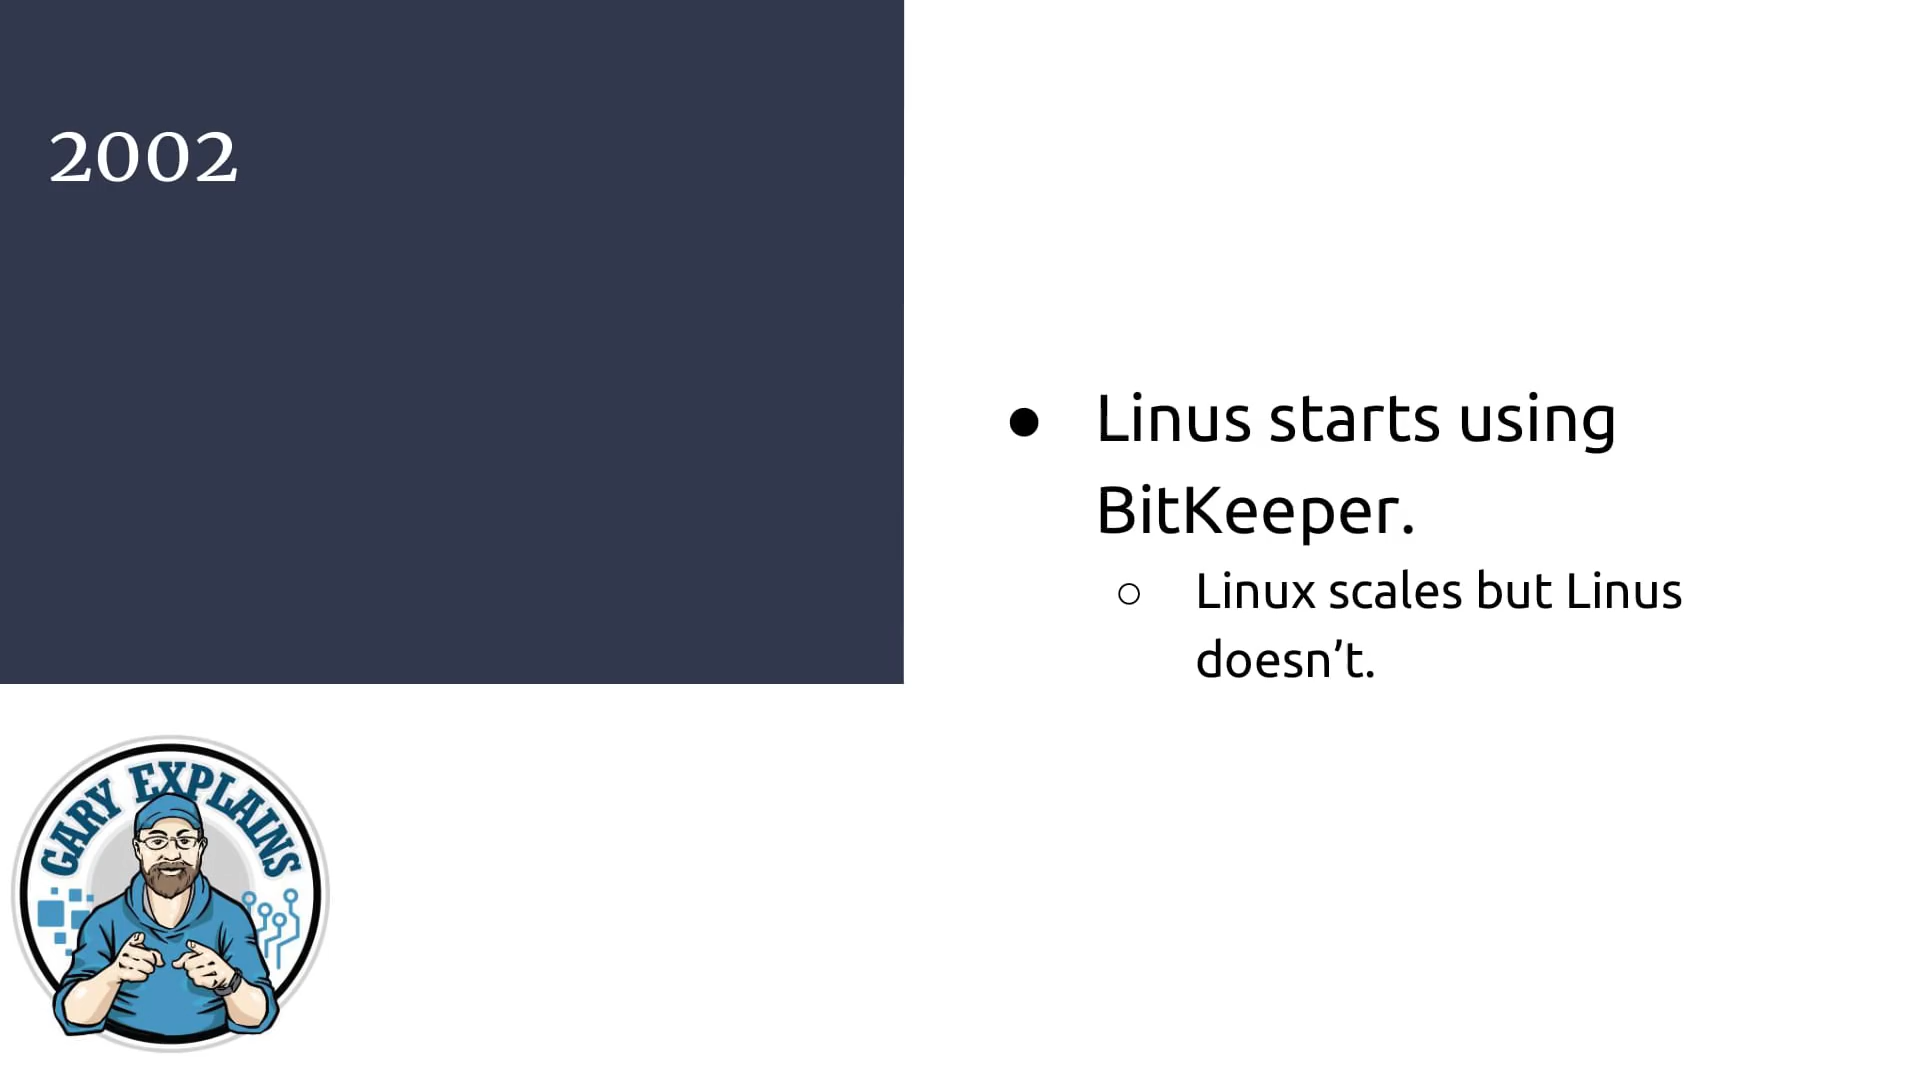 2002
● Linus starts using
BitKeeper.
○ Linux scales but Linus
doesn’t.
GARY EXPLAINS